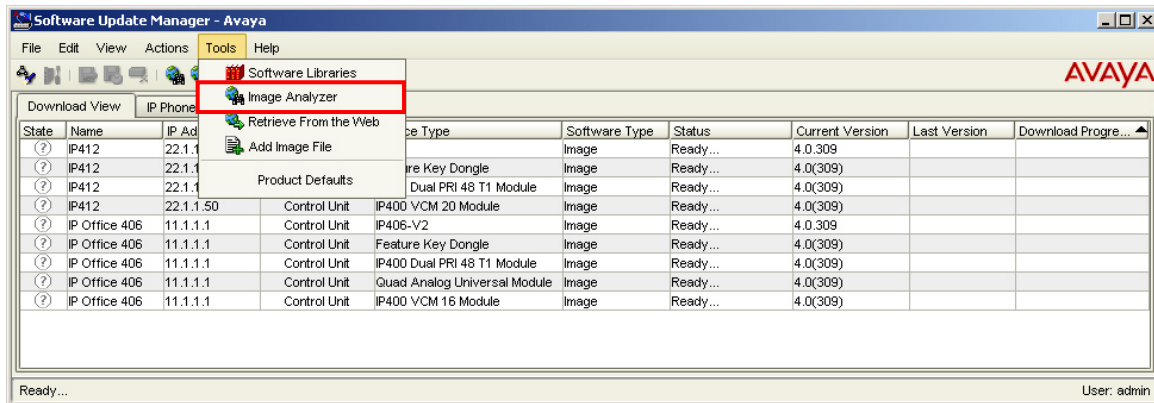 Software Update Manager - Avaya
File Edit View Actions Tools Help
Software Libraries
Image Analyzer
Retrieve From the Web
Add Image File
Product Defaults
AVAYA
Download View IP Phone
State Name IP Ad ce Type Software Type Status Current Version Last Version Download Progre...
? IP412 22.1.1 Image Ready... 4.0.309
? IP412 22.1.1 re Key Dongle Image Ready... 4.0(309)
? IP412 22.1.1 Dual PRI 48 T1 Module Image Ready... 4.0(309)
? IP412 22.1.1.50 Control Unit IP400 VCM 20 Module Image Ready... 4.0(309)
? IP Office 406 11.1.1.1 Control Unit IP406-V2 Image Ready... 4.0.309
? IP Office 406 11.1.1.1 Control Unit Feature Key Dongle Image Ready... 4.0(309)
? IP Office 406 11.1.1.1 Control Unit IP400 Dual PRI 48 T1 Module Image Ready... 4.0(309)
? IP Office 406 11.1.1.1 Control Unit Quad Analog Universal Module Image Ready... 4.0(309)
? IP Office 406 11.1.1.1 Control Unit IP400 VCM 16 Module Image Ready... 4.0(309)
Ready... User: admin